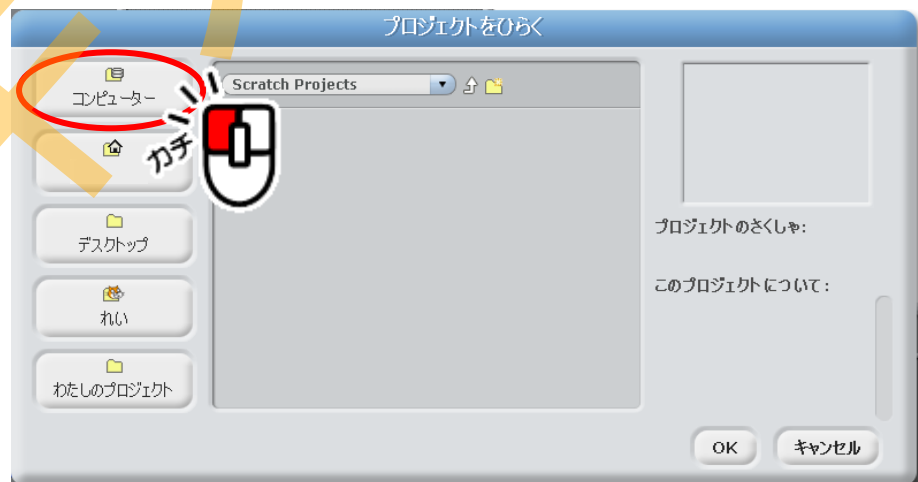 プロジェクトをひらく
コンピューター
Scratch Projects
カチ
デスクトップ
れい
わたしのプロジェクト
プロジェクトのさくしゃ:
このプロジェクトについて:
OK
キャンセル